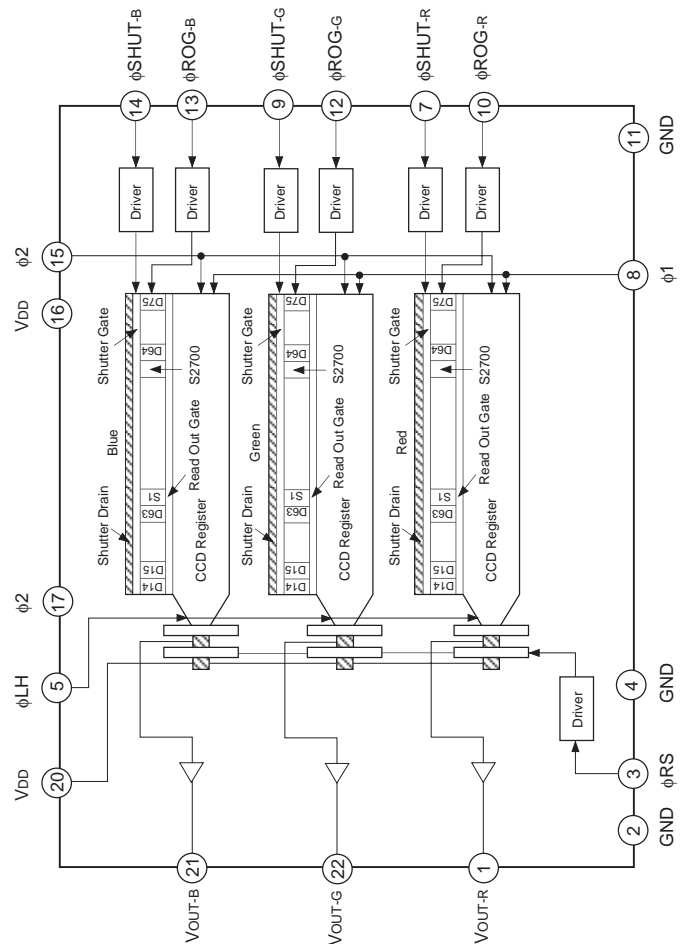 φSHUT-B
φROG-B
φSHUT-G
φROG-G
φSHUT-R
φROG-R
14
13
9
12
7
10
11
GND
Driver
Driver
Driver
Driver
Driver
Driver
φ2
15
8
φ1
VDD
16
Blue
Shutter Gate
Shutter Drain
D14
D15
D63
S1
D64
D75
S2700
Read Out Gate
CCD Register
Green
Shutter Gate
Shutter Drain
D14
D15
D63
S1
D64
D75
S2700
Read Out Gate
CCD Register
Red
Shutter Gate
Shutter Drain
D14
D15
D63
S1
D64
D75
S2700
Read Out Gate
CCD Register
φ2
17
φLH
5
4
GND
Driver
VDD
20
3
φRS
2
GND
21
22
1
VOUT-B
VOUT-G
VOUT-R